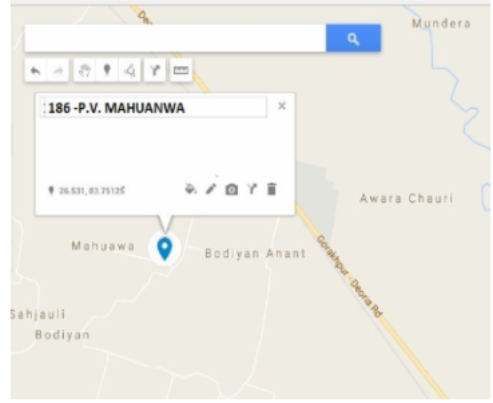 Mundera
186 -P.V. MAHUANWA
26.531, 83.75125
Awara Chauri
Mahuawa
Bodiyan Anant
Gorakhpur - Deoria Rd
Sahjauli
Bodiyan